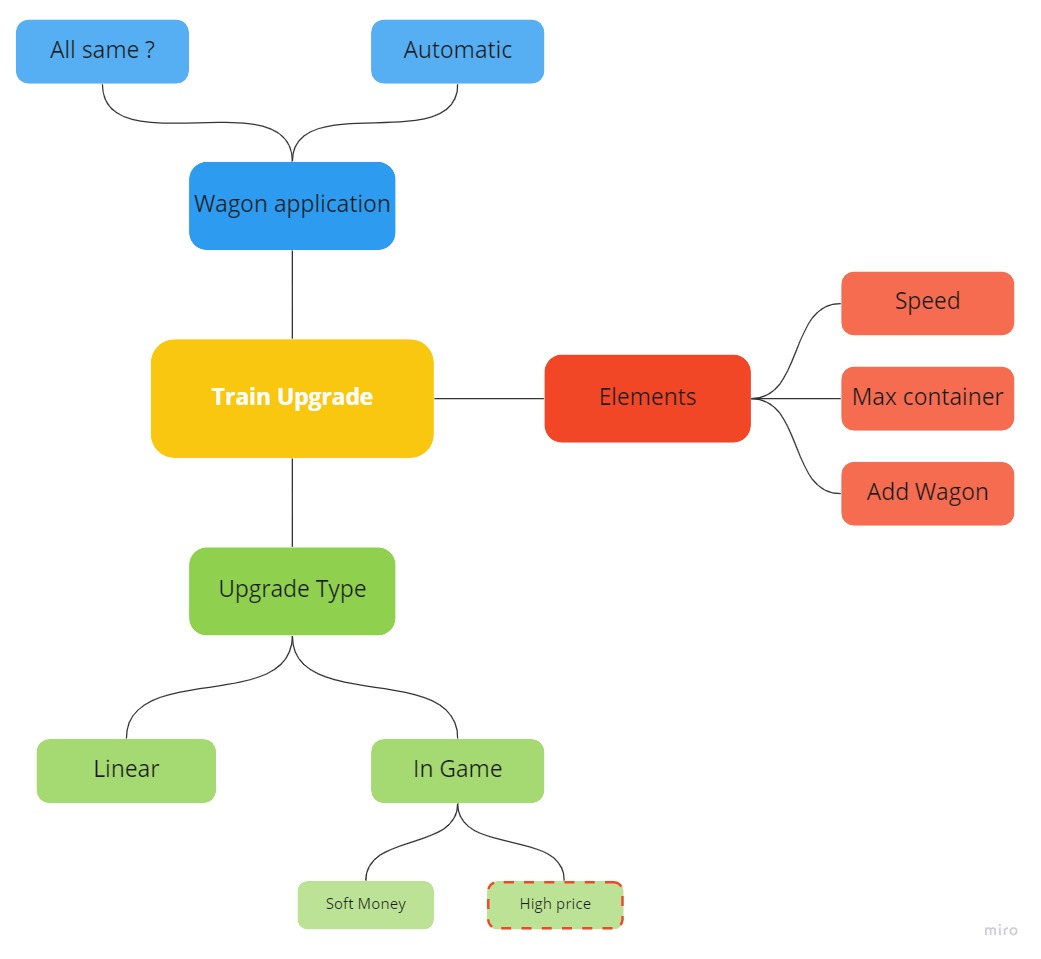 All same ?
Automatic
Wagon application
Speed
Train Upgrade
Elements
Max container
Add Wagon
Upgrade Type
Linear
In Game
Soft Money
High price
miro